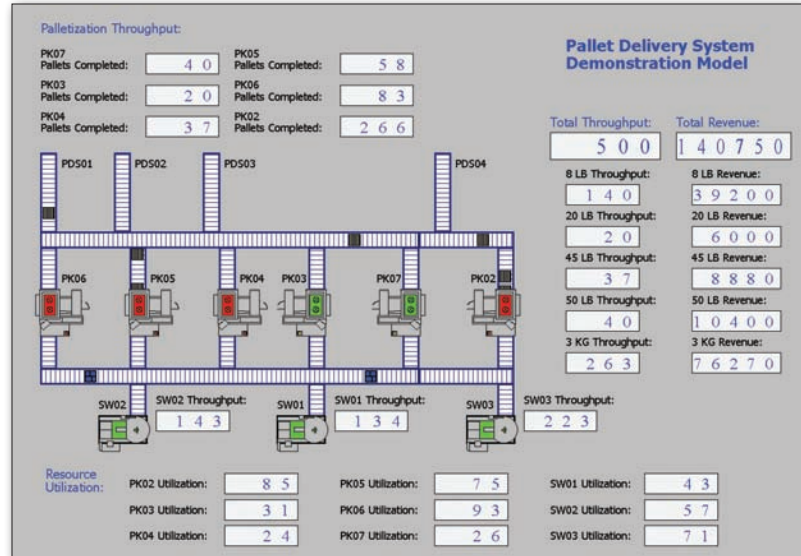 Palletization Throughput:
PK07
Pallets Completed: 40
PK05
Pallets Completed: 58
PK03
Pallets Completed: 20
PK06
Pallets Completed: 83
PK04
Pallets Completed: 37
PK02
Pallets Completed: 266
Pallet Delivery System
Demonstration Model
Total Throughput: Total Revenue:
500 140750
8 LB Throughput: 8 LB Revenue:
140 39200
20 LB Throughput: 20 LB Revenue:
20 6000
45 LB Throughput: 45 LB Revenue:
37 8880
50 LB Throughput: 50 LB Revenue:
40 10400
3 KG Throughput: 3 KG Revenue:
263 76270
PDS01 PDS02 PDS03 PDS04
PK06 PK05 PK04 PK03 PK07 PK02
SW02 SW02 Throughput: SW01 SW01 Throughput: SW03 SW03 Throughput:
143 134 223
Resource
Utilization:
PK02 Utilization: 85 PK05 Utilization: 75 SW01 Utilization: 43
PK03 Utilization: 31 PK06 Utilization: 93 SW02 Utilization: 57
PK04 Utilization: 24 PK07 Utilization: 26 SW03 Utilization: 71